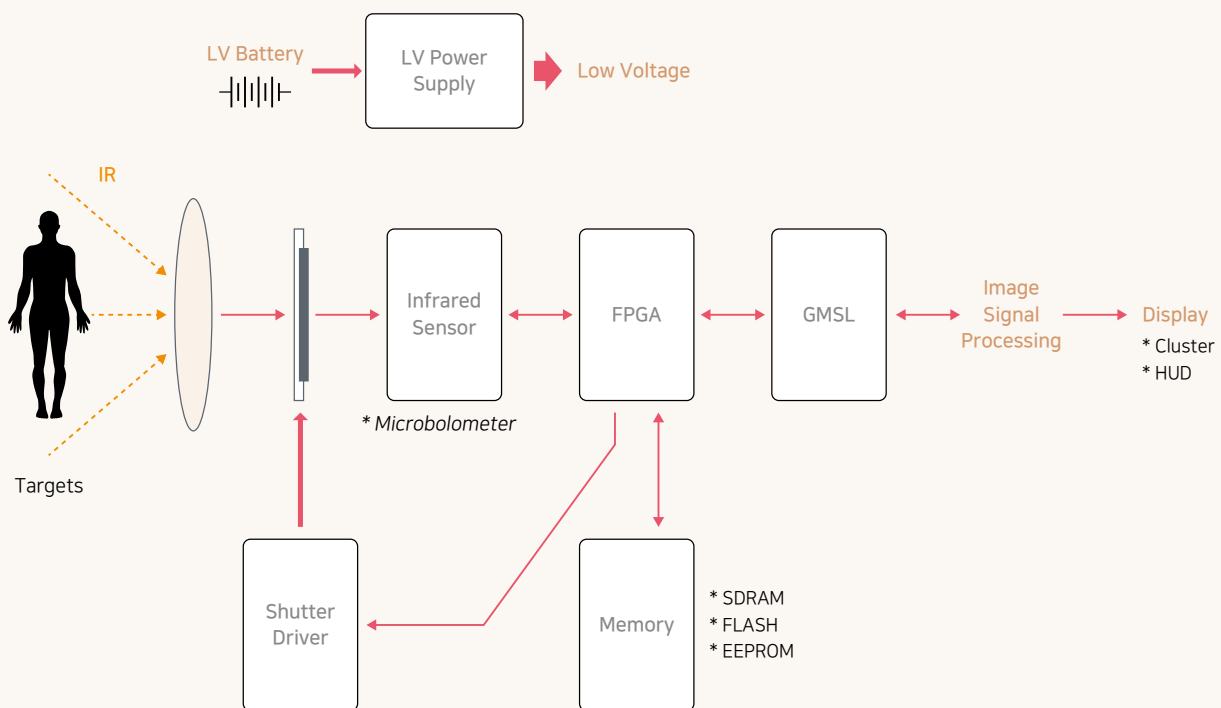 LV Battery
LV Power
Supply
Low Voltage
IR
Targets
Infrared
Sensor
* Microbolometer
FPGA
GMSL
Image
Signal
Processing
Display
* Cluster
* HUD
Shutter
Driver
Memory
* SDRAM
* FLASH
* EEPROM